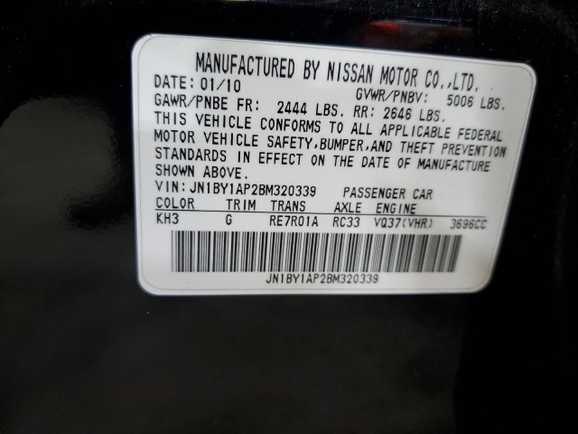 MANUFACTURED BY NISSAN MOTOR CO.,LTD.
DATE: 01/10 GVWR/PNBV: 5006 LBS.
GAWR/PNBE FR: 2444 LBS. RR: 2646 LBS.
THIS VEHICLE CONFORMS TO ALL APPLICABLE FEDERAL
MOTOR VEHICLE SAFETY,BUMPER,AND THEFT PREVENTION
STANDARDS IN EFFECT ON THE DATE OF MANUFACTURE
SHOWN ABOVE.
VIN: JN1BY1AP2BM320339 PASSENGER CAR
COLOR TRIM TRANS AXLE ENGINE
KH3 G RE7R01A RC33 VQ37(VHR) 3696CC
JN1BY1AP2BM320339